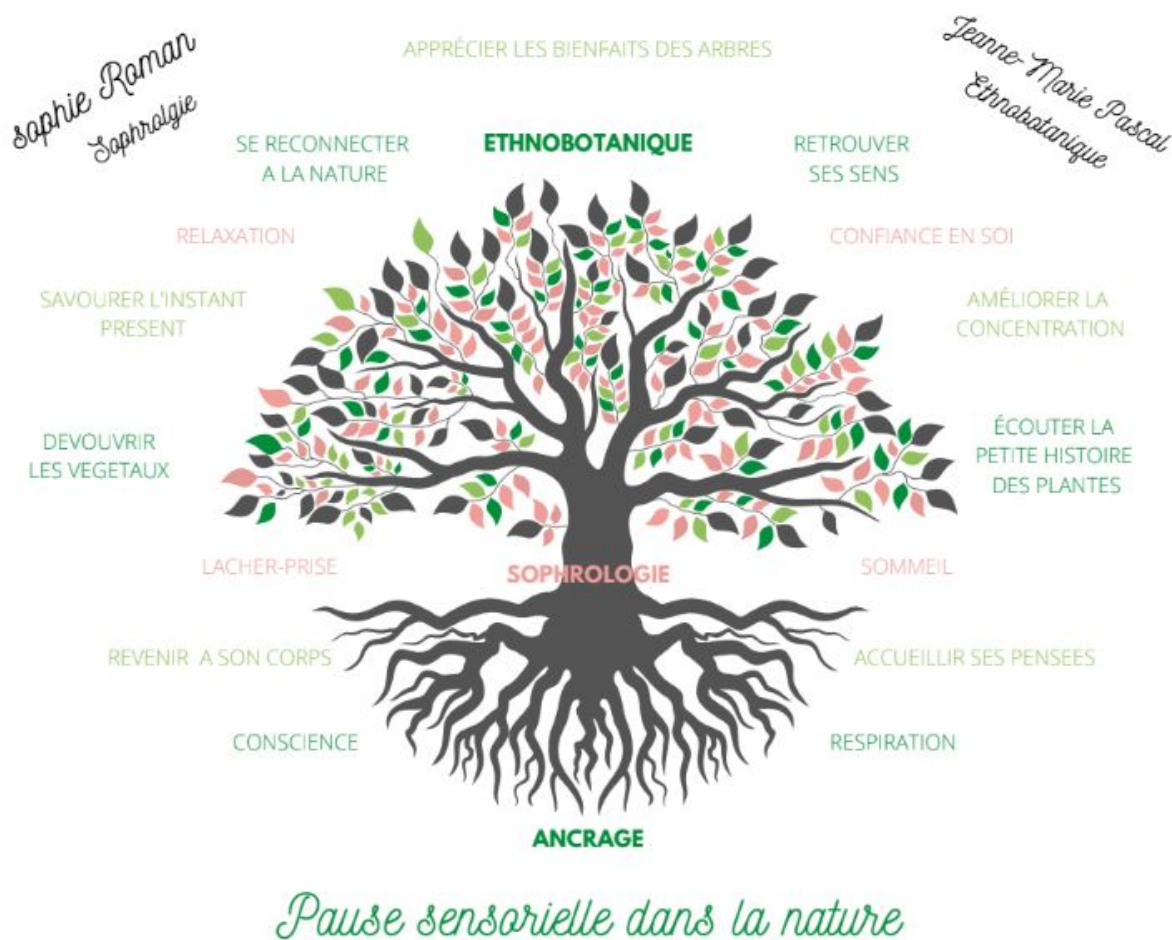 sophie Roman
Sophrolgie
APPRÉCIER LES BIENFAITS DES ARBRES
Jeanne-Marie Pascal
Ethnobotanique
SE RECONNECTER
A LA NATURE
ETHNOBOTANIQUE
RETROUVER
SES SENS
RELAXATION
CONFIANCE EN SOI
SAVOURER L'INSTANT
PRESENT
AMÉLIORER LA
CONCENTRATION
DEVOUVRIR
LES VEGETAUX
ÉCOUTER LA
PETITE HISTOIRE
DES PLANTES
LACHER-PRISE
SOPHROLOGIE
SOMMEIL
REVENIR A SON CORPS
ACCUEILLIR SES PENSEES
CONSCIENCE
RESPIRATION
ANCRAGE
Pause sensorielle dans la nature